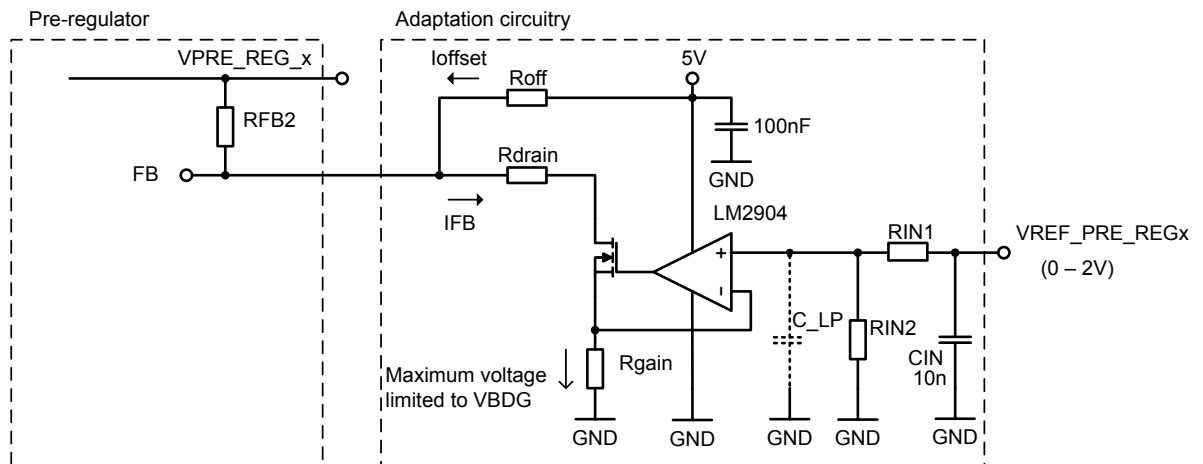 Pre-regulator
Adaptation circuitry
VPRE_REG_x
Ioffset
Roff
5V
RFB2
100nF
FB
Rdrain
GND
IFB
LM2904
RIN1
VREF_PRE_REGx
(0 – 2V)
+
-
C_LP
RIN2
CIN
10n
Rgain
Maximum voltage
limited to VBDG
GND
GND
GND
GND
GND